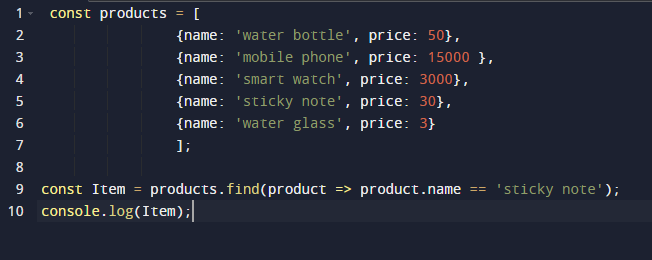 1 const products = [
2 {name: 'water bottle', price: 50},
3 {name: 'mobile phone', price: 15000 },
4 {name: 'smart watch', price: 3000},
5 {name: 'sticky note', price: 30},
6 {name: 'water glass', price: 3}
7 ];
8
9 const Item = products.find(product => product.name == 'sticky note');
10 console.log(Item);